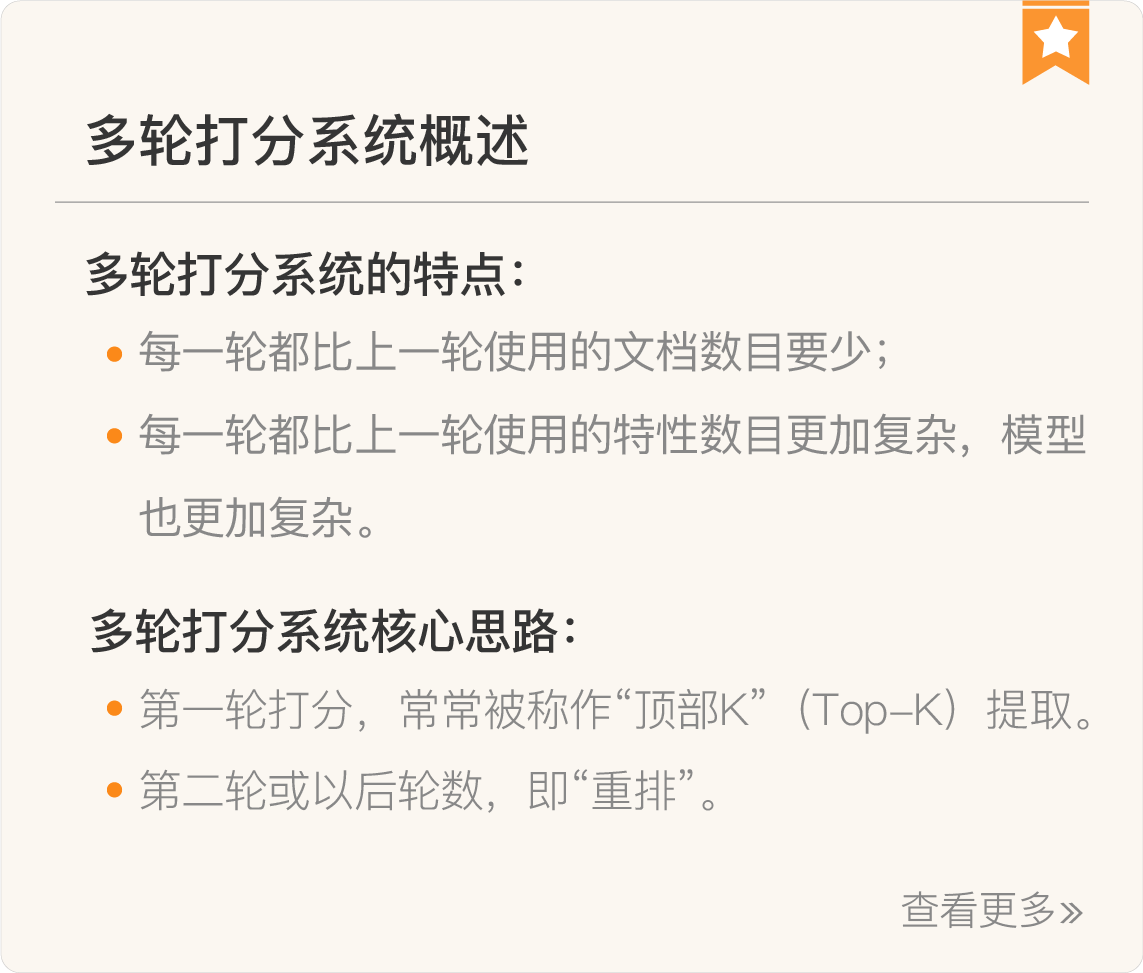 多轮打分系统概述
多轮打分系统的特点：
每一轮都比上一轮使用的文档数目要少；
每一轮都比上一轮使用的特性数目更加复杂，模型
也更加复杂。
多轮打分系统核心思路：
第一轮打分，常常被称作“顶部K”（Top-K）提取。
第二轮或以后轮数，即“重排”。
查看更多»